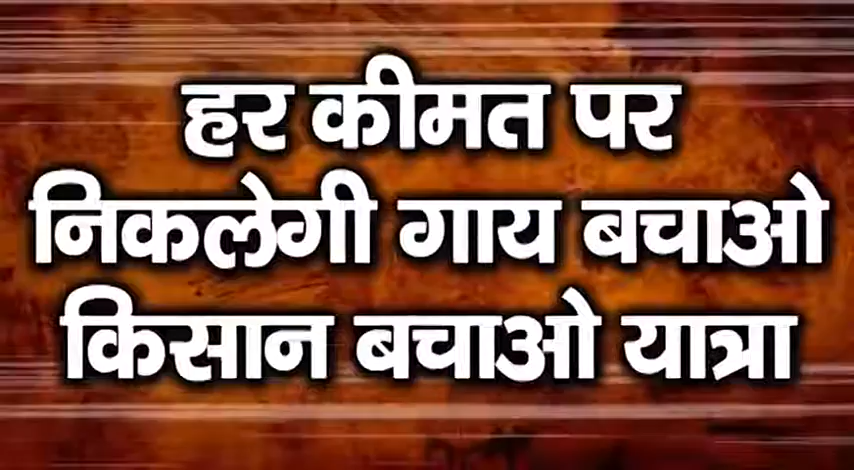 हर कीमत पर
निकलेगी गाय बचाओ
किसान बचाओ यात्रा